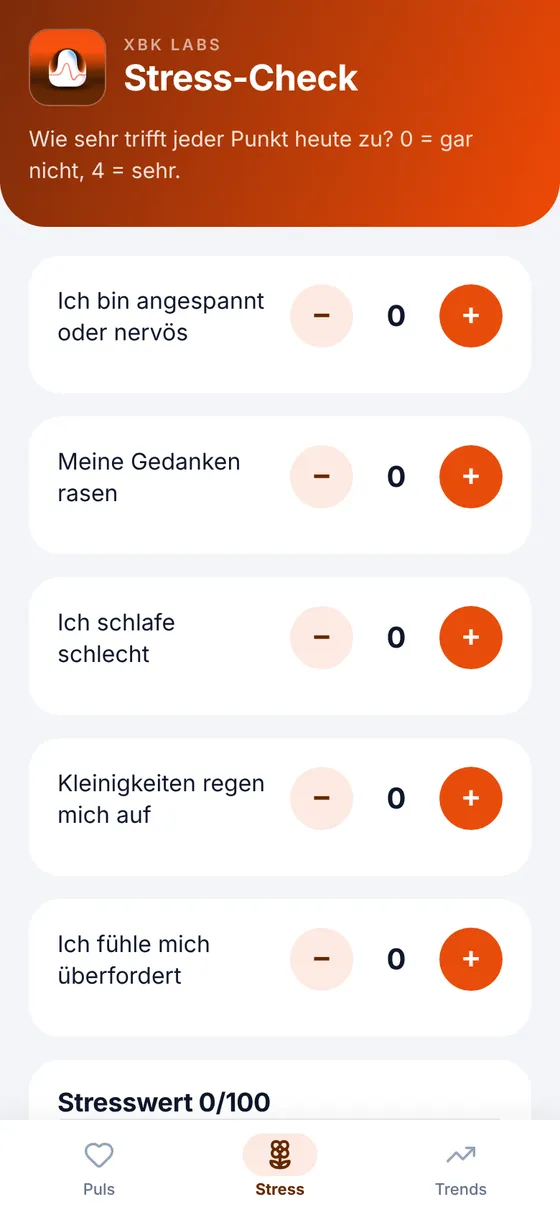 XBK LABS
Stress-Check
Wie sehr trifft jeder Punkt heute zu? 0 = gar
nicht, 4 = sehr.
Ich bin angespannt
oder nervös
− 0 +
Meine Gedanken
rasen
− 0 +
Ich schlafe
schlecht
− 0 +
Kleinigkeiten regen
mich auf
− 0 +
Ich fühle mich
überfordert
− 0 +
Stresswert 0/100
Puls
Stress
Trends